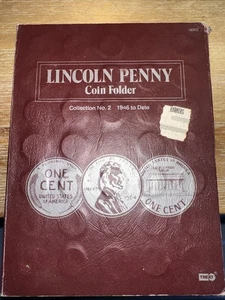 LINCOLN PENNY
Coin Folder
Collection No. 2 1946 to Date
ONE
CENT
UNITED STATES
OF AMERICA
ONE CENT